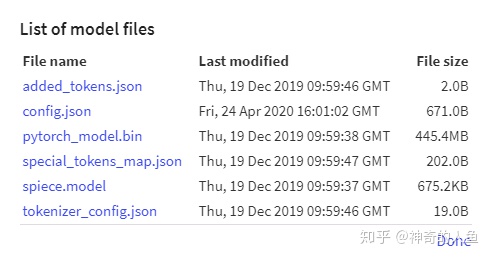 List of model files
File name Last modified File size
added_tokens.json Thu, 19 Dec 2019 09:59:46 GMT 2.0B
config.json Fri, 24 Apr 2020 16:01:02 GMT 671.0B
pytorch_model.bin Thu, 19 Dec 2019 09:59:38 GMT 445.4MB
special_tokens_map.json Thu, 19 Dec 2019 09:59:47 GMT 202.0B
spiece.model Thu, 19 Dec 2019 09:59:37 GMT 675.2KB
tokenizer_config.json Thu, 19 Dec 2019 09:59:46 GMT 19.0B
Done
知乎 @神奇的人鱼